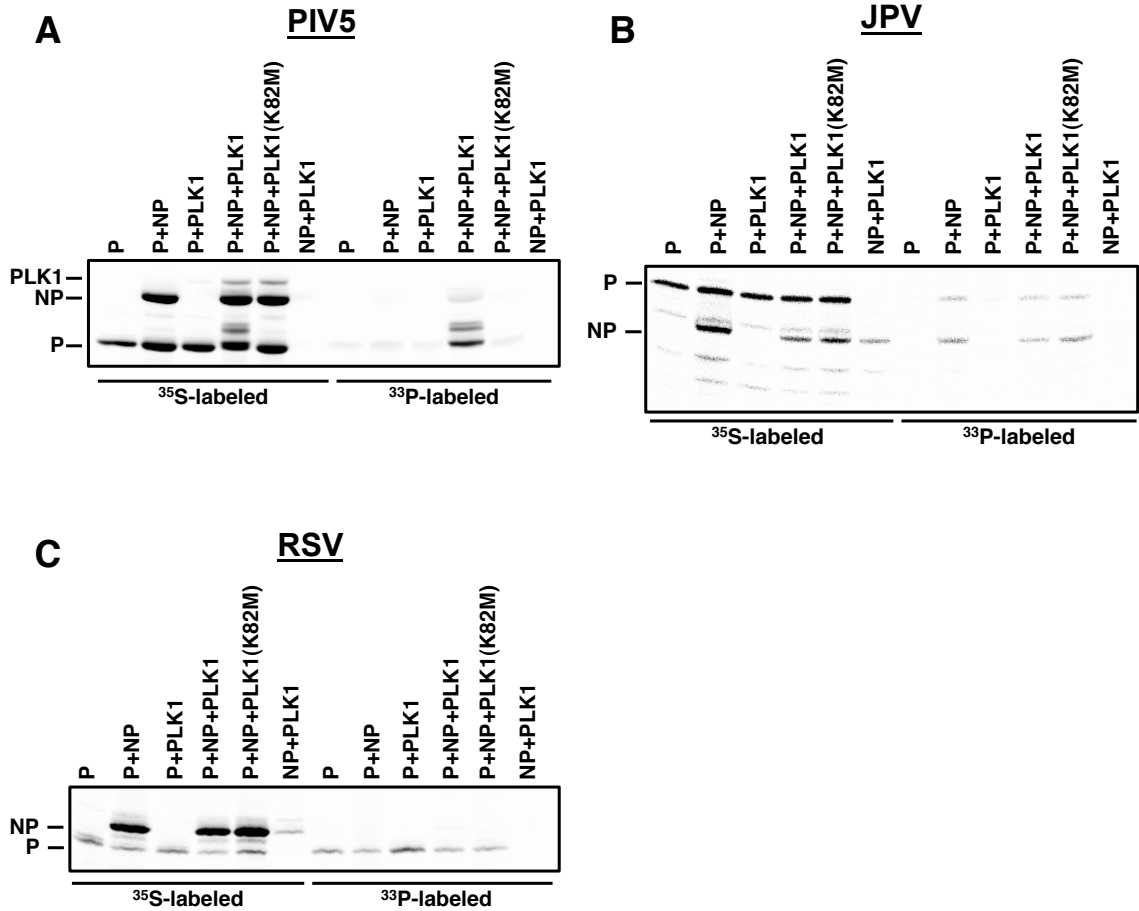 A
PIV5
P
P+NP
P+PLK1
P+NP+PLK1
P+NP+PLK1(K82M)
NP+PLK1
P
P+NP
P+PLK1
P+NP+PLK1
P+NP+PLK1(K82M)
NP+PLK1
PLK1
NP
P
35S-labeled
33P-labeled
B
JPV
P
P+NP
P+PLK1
P+NP+PLK1
P+NP+PLK1(K82M)
NP+PLK1
P
P+NP
P+PLK1
P+NP+PLK1
P+NP+PLK1(K82M)
NP+PLK1
P
NP
35S-labeled
33P-labeled
C
RSV
P
P+NP
P+PLK1
P+NP+PLK1
P+NP+PLK1(K82M)
NP+PLK1
P
P+NP
P+PLK1
P+NP+PLK1
P+NP+PLK1(K82M)
NP+PLK1
NP
P
35S-labeled
33P-labeled